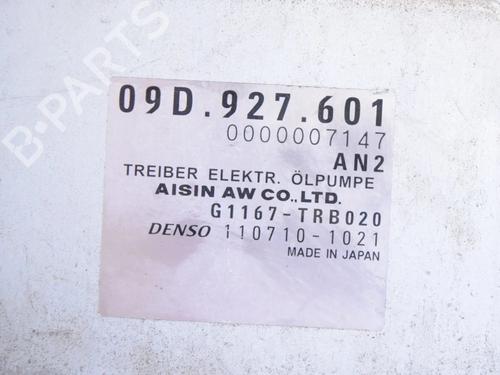 B-PARTS
09D.927.601
0000007147
AN2
TREIBER ELEKTR. ÖLPUMPE
AISIN AW CO.,LTD.
G1167-TRB020
DENSO 110710-1021
MADE IN JAPAN